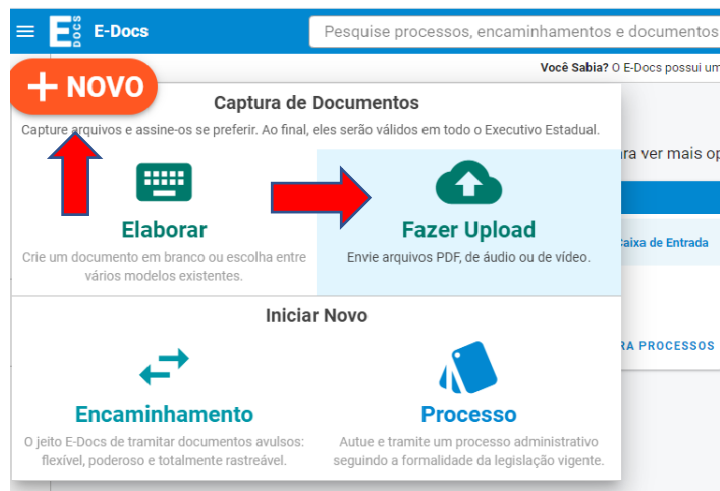 E DOCS E-Docs Pesquise processos, encaminhamentos e documentos
Você Sabia? O E-Docs possui um
+ NOVO
Captura de Documentos
Capture arquivos e assine-os se preferir. Ao final, eles serão válidos em todo o Executivo Estadual.
ra ver mais op
Elaborar
Crie um documento em branco ou escolha entre
vários modelos existentes.
Fazer Upload
Envie arquivos PDF, de áudio ou de vídeo.
Caixa de Entrada
Iniciar Novo
RA PROCESSOS
Encaminhamento
O jeito E-Docs de tramitar documentos avulsos:
flexível, poderoso e totalmente rastreável.
Processo
Autue e tramite um processo administrativo
seguindo a formalidade da legislação vigente.